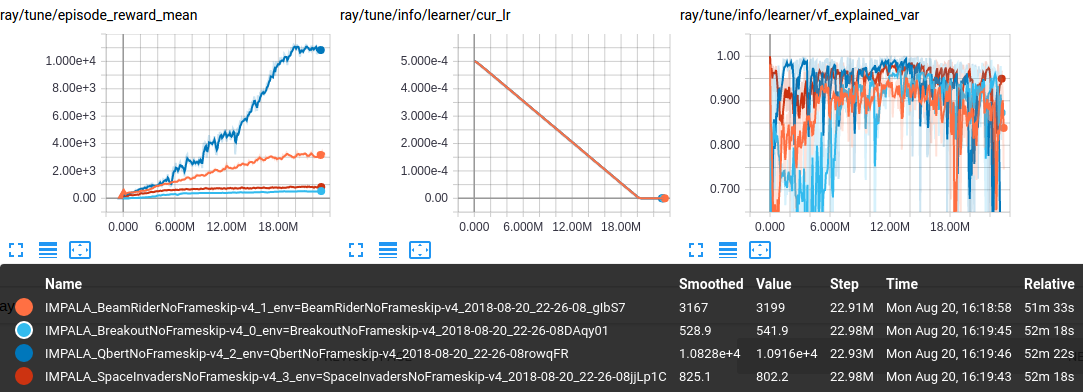 ray/tune/episode_reward_mean
1.000e+4
8.00e+3
6.00e+3
4.00e+3
2.00e+3
0.00
0.000 6.000M 12.00M 18.00M
ray/tune/info/learner/cur_lr
5.000e-4
4.000e-4
3.000e-4
2.000e-4
1.000e-4
0.00
0.000 6.000M 12.00M 18.00M
ray/tune/info/learner/vf_explained_var
1.00
0.900
0.800
0.700
0.000 6.000M 12.00M 18.00M
Name Smoothed Value Step Time Relative
IMPALA_BeamRiderNoFrameskip-v4_1_env=BeamRiderNoFrameskip-v4_2018-08-20_22-26-08_gIbS7 3167 3199 22.91M Mon Aug 20, 16:18:58 51m 33s
IMPALA_BreakoutNoFrameskip-v4_0_env=BreakoutNoFrameskip-v4_2018-08-20_22-26-08DAqy01 528.9 541.9 22.98M Mon Aug 20, 16:19:45 52m 18s
IMPALA_QbertNoFrameskip-v4_2_env=QbertNoFrameskip-v4_2018-08-20_22-26-08rowqFR 1.0828e+4 1.0916e+4 22.93M Mon Aug 20, 16:19:46 52m 22s
IMPALA_SpaceInvadersNoFrameskip-v4_3_env=SpaceInvadersNoFrameskip-v4_2018-08-20_22-26-08jjLp1C 825.1 802.2 22.98M Mon Aug 20, 16:19:43 52m 18s